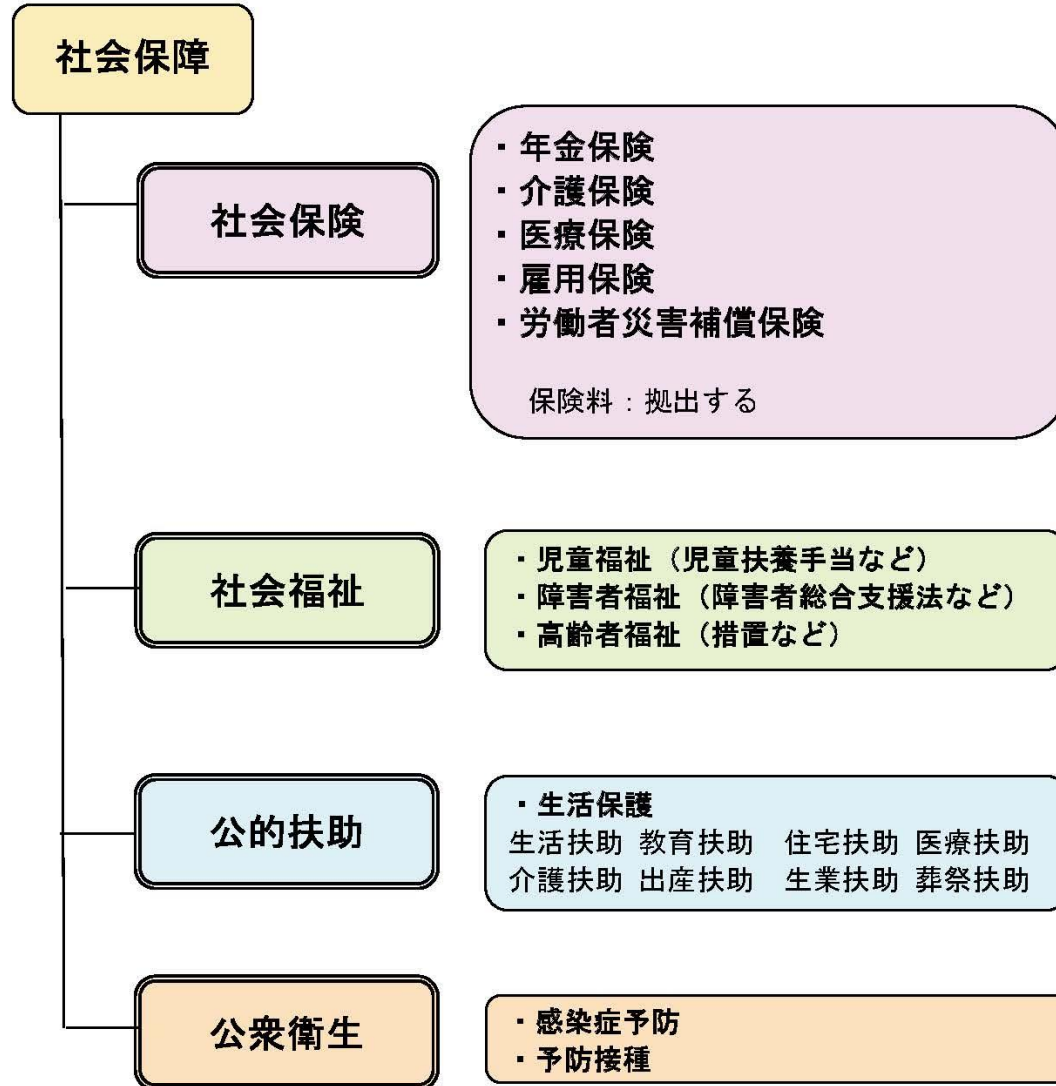 社会保障
社会保険
・年金保険
・介護保険
・医療保険
・雇用保険
・労働者災害補償保険
保険料：拠出する
社会福祉
・児童福祉（児童扶養手当など）
・障害者福祉（障害者総合支援法など）
・高齢者福祉（措置など）
公的扶助
・生活保護
生活扶助 教育扶助 住宅扶助 医療扶助
介護扶助 出産扶助 生業扶助 葬祭扶助
公衆衛生
・感染症予防
・予防接種